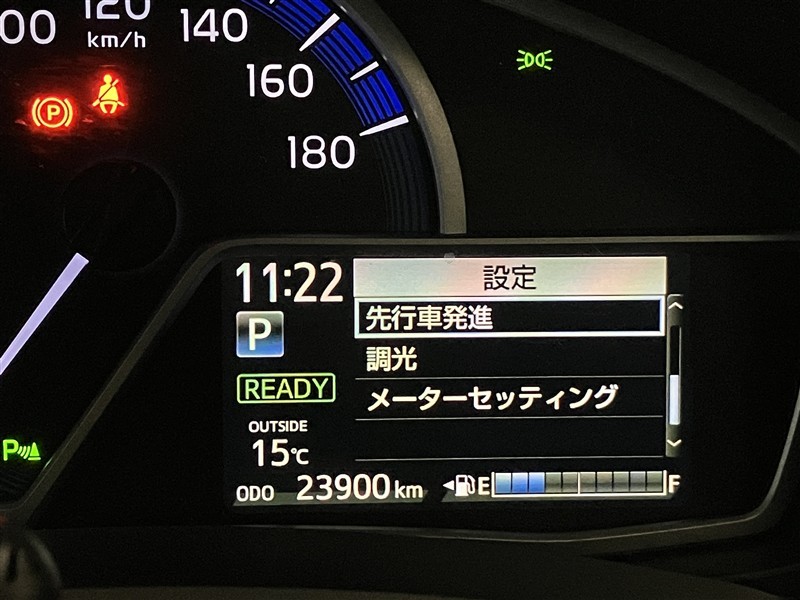 120
km/h
140
160
180
P
11:22
設定
P
先行車発進
調光
READY
メーターセッティング
OUTSIDE
15℃
ODO 23900 km
E F
P